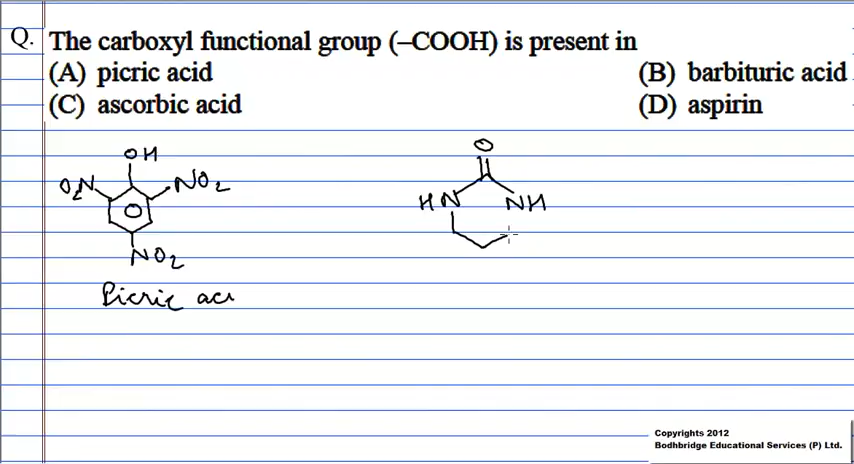 Q. The carboxyl functional group (–COOH) is present in
(A) picric acid (B) barbituric acid
(C) ascorbic acid (D) aspirin
OH
O2N NO2
NO2
Picric aci
O
HN NH
Copyrights 2012
Bodhbridge Educational Services (P) Ltd.